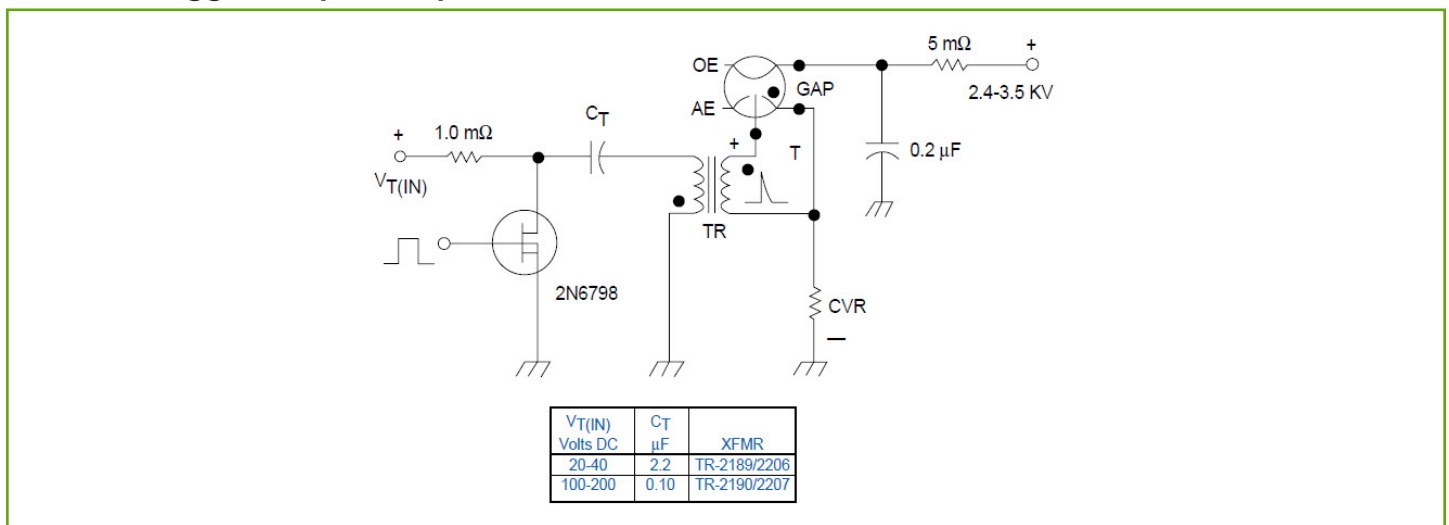 5 mΩ
+
OE
GAP
2.4-3.5 KV
AE
CT
+
1.0 mΩ
+
T
0.2 µF
VT(IN)
TR
2N6798
CVR
—
VT(IN) Volts DC CT µF XFMR
20-40 2.2 TR-2189/2206
100-200 0.10 TR-2190/2207